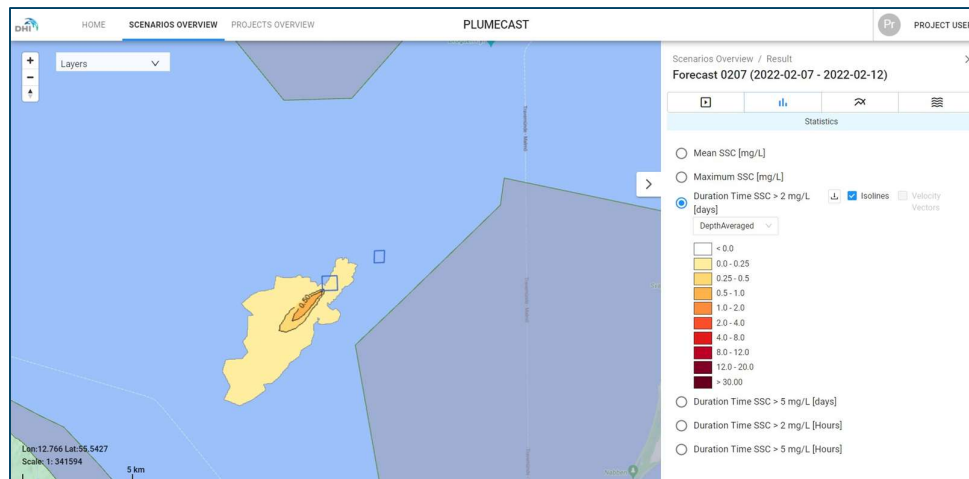 DHI
HOME
SCENARIOS OVERVIEW
PROJECTS OVERVIEW
PLUMECAST
Pr
PROJECT USER
Layers
Scenarios Overview / Result
Forecast 0207 (2022-02-07 - 2022-02-12)
Statistics
Mean SSC [mg/L]
Maximum SSC [mg/L]
Duration Time SSC > 2 mg/L
[days]
Isolines
Velocity
Vectors
DepthAveraged
< 0.0
0.0 - 0.25
0.25 - 0.5
0.5 - 1.0
1.0 - 2.0
2.0 - 4.0
4.0 - 8.0
8.0 - 12.0
12.0 - 20.0
> 30.00
Duration Time SSC > 5 mg/L [days]
Duration Time SSC > 2 mg/L [Hours]
Duration Time SSC > 5 mg/L [Hours]
0.50
Lon:12.766 Lat:55.5427
Scale: 1: 341594
5 km